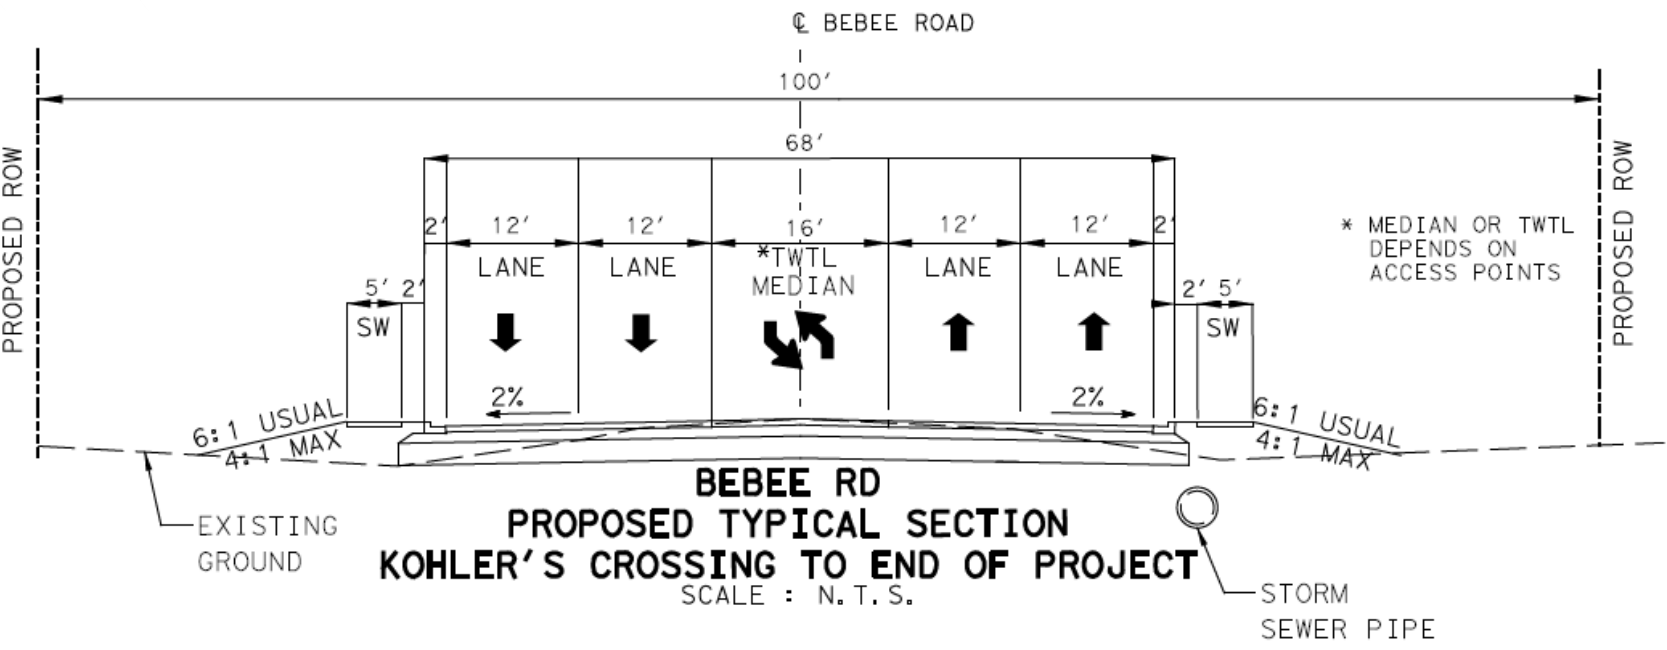 ℄ BEBEE ROAD
100'
68'
PROPOSED ROW
PROPOSED ROW
2' 12' 12' 16' 12' 12' 2'
LANE LANE *TWTL LANE LANE
MEDIAN
* MEDIAN OR TWTL
DEPENDS ON
ACCESS POINTS
5' 2' 2' 5'
SW SW
2% 2%
6:1 USUAL 6:1 USUAL
4:1 MAX 4:1 MAX
BEBEE RD
PROPOSED TYPICAL SECTION
KOHLER'S CROSSING TO END OF PROJECT
SCALE : N.T.S.
EXISTING
GROUND
STORM
SEWER PIPE